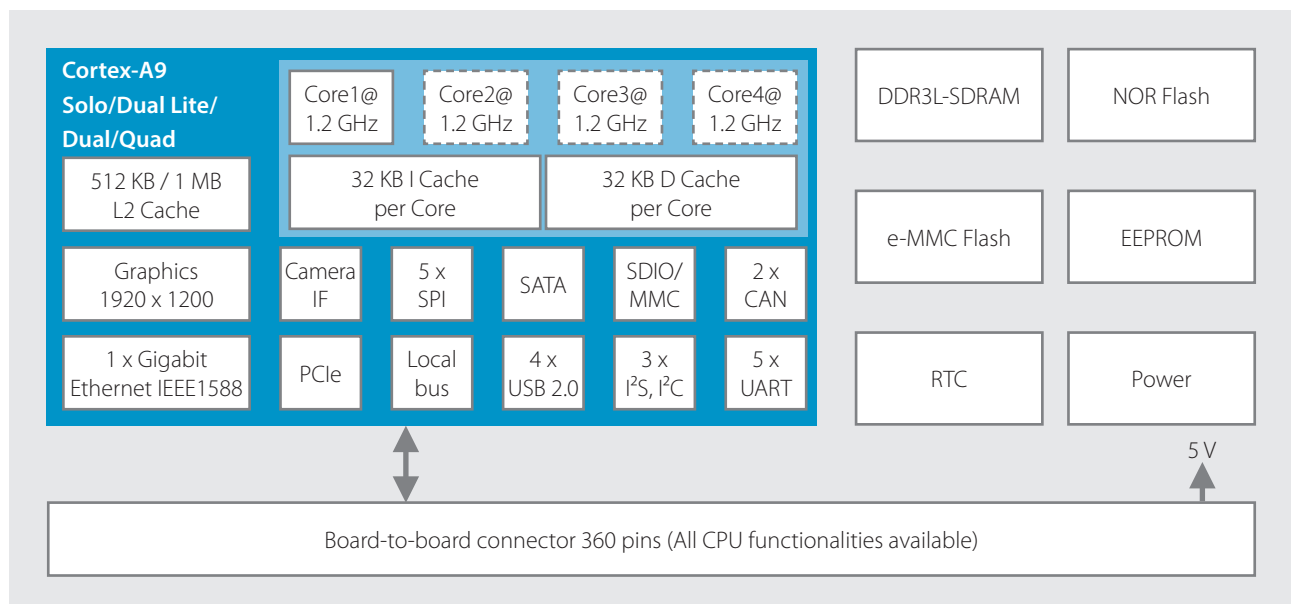 Cortex-A9
Solo/Dual Lite/
Dual/Quad
Core1@
1.2 GHz
Core2@
1.2 GHz
Core3@
1.2 GHz
Core4@
1.2 GHz
512 KB / 1 MB
L2 Cache
32 KB I Cache
per Core
32 KB D Cache
per Core
Graphics
1920 x 1200
Camera
IF
5 x
SPI
SATA
SDIO/
MMC
2 x
CAN
1 x Gigabit
Ethernet IEEE1588
PCIe
Local
bus
4 x
USB 2.0
3 x
I²S, I²C
5 x
UART
DDR3L-SDRAM
NOR Flash
e-MMC Flash
EEPROM
RTC
Power
5 V
Board-to-board connector 360 pins (All CPU functionalities available)